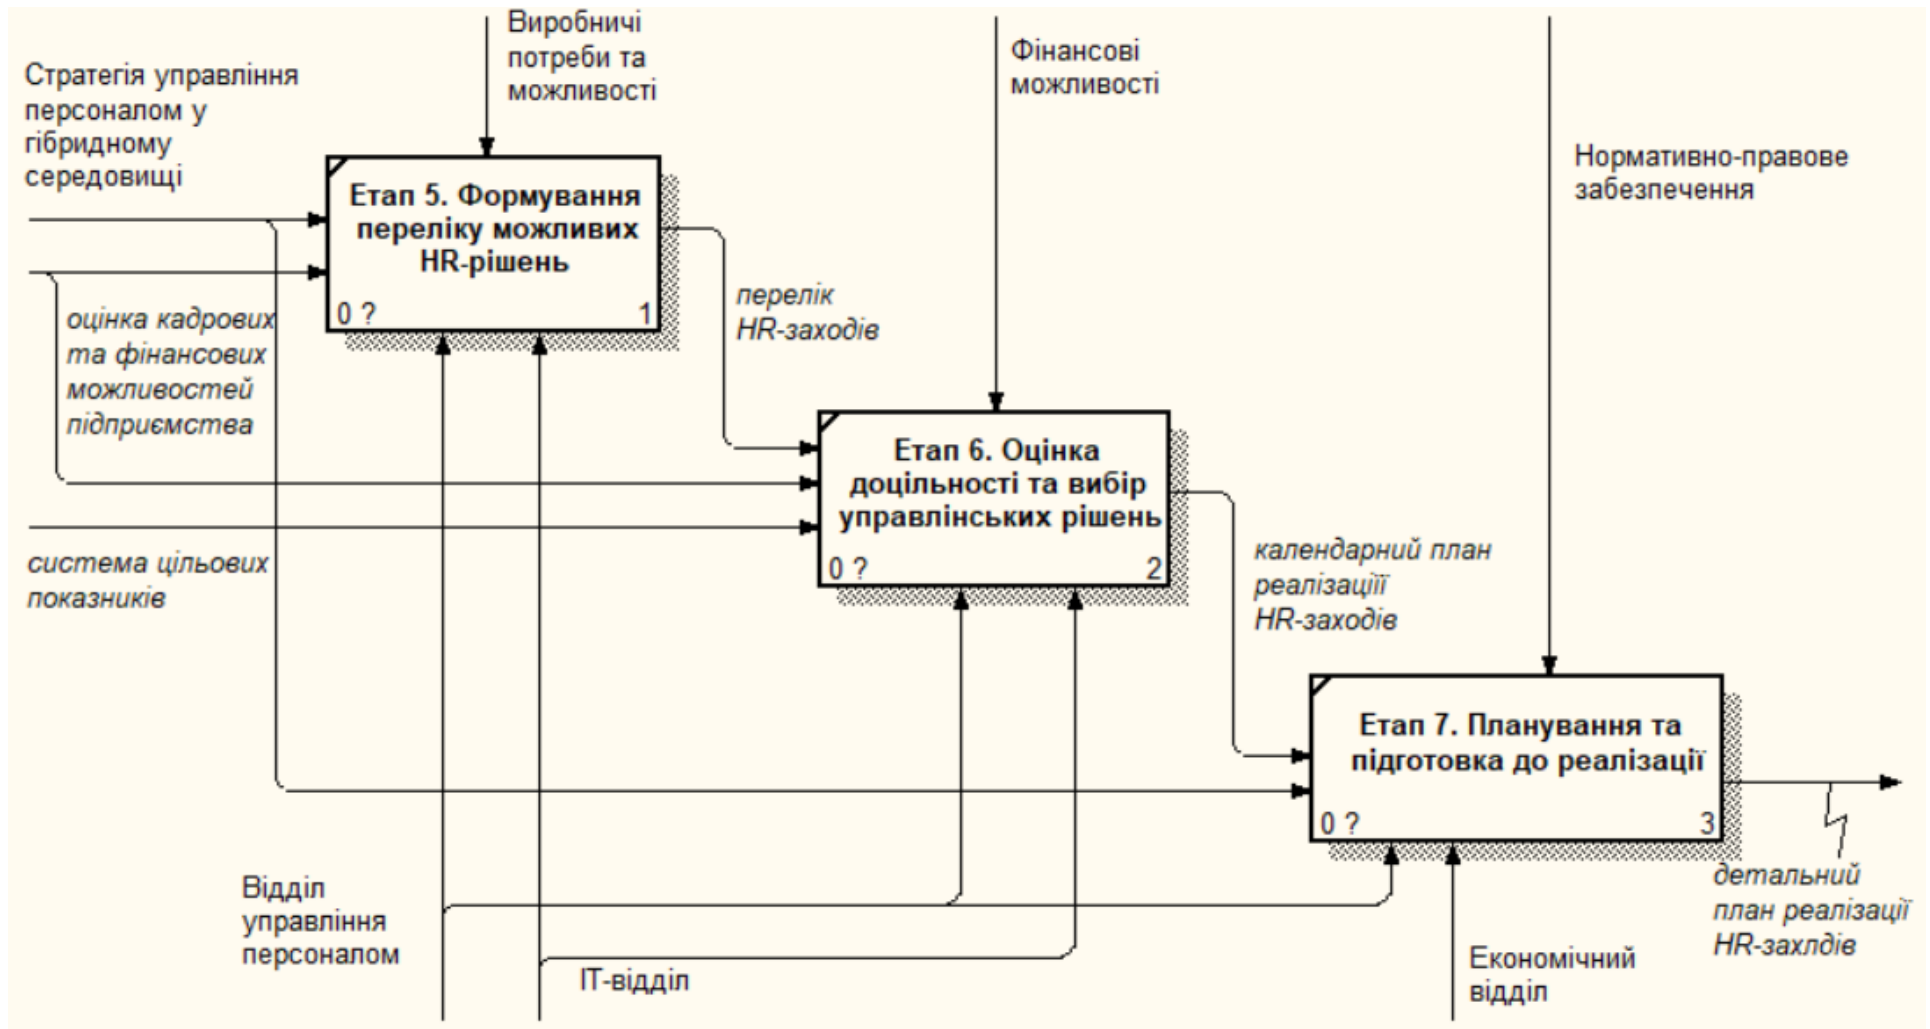 Виробничі
потреби та
можливості
Фінансові
можливості
Стратегія управління
персоналом у
гібридному
середовищі
Нормативно-правове
забезпечення
Етап 5. Формування
переліку можливих
HR-рішень
0 ?
1
оцінка кадрових
та фінансових
можливостей
підприємства
перелік
HR-заходів
Етап 6. Оцінка
доцільності та вибір
управлінських рішень
0 ?
2
система цільових
показників
календарний план
реалізаціїї
HR-заходів
Етап 7. Планування та
підготовка до реалізації
0 ?
3
детальний
план реалізації
HR-захлдів
Відділ
управління
персоналом
ІТ-відділ
Економічний
відділ